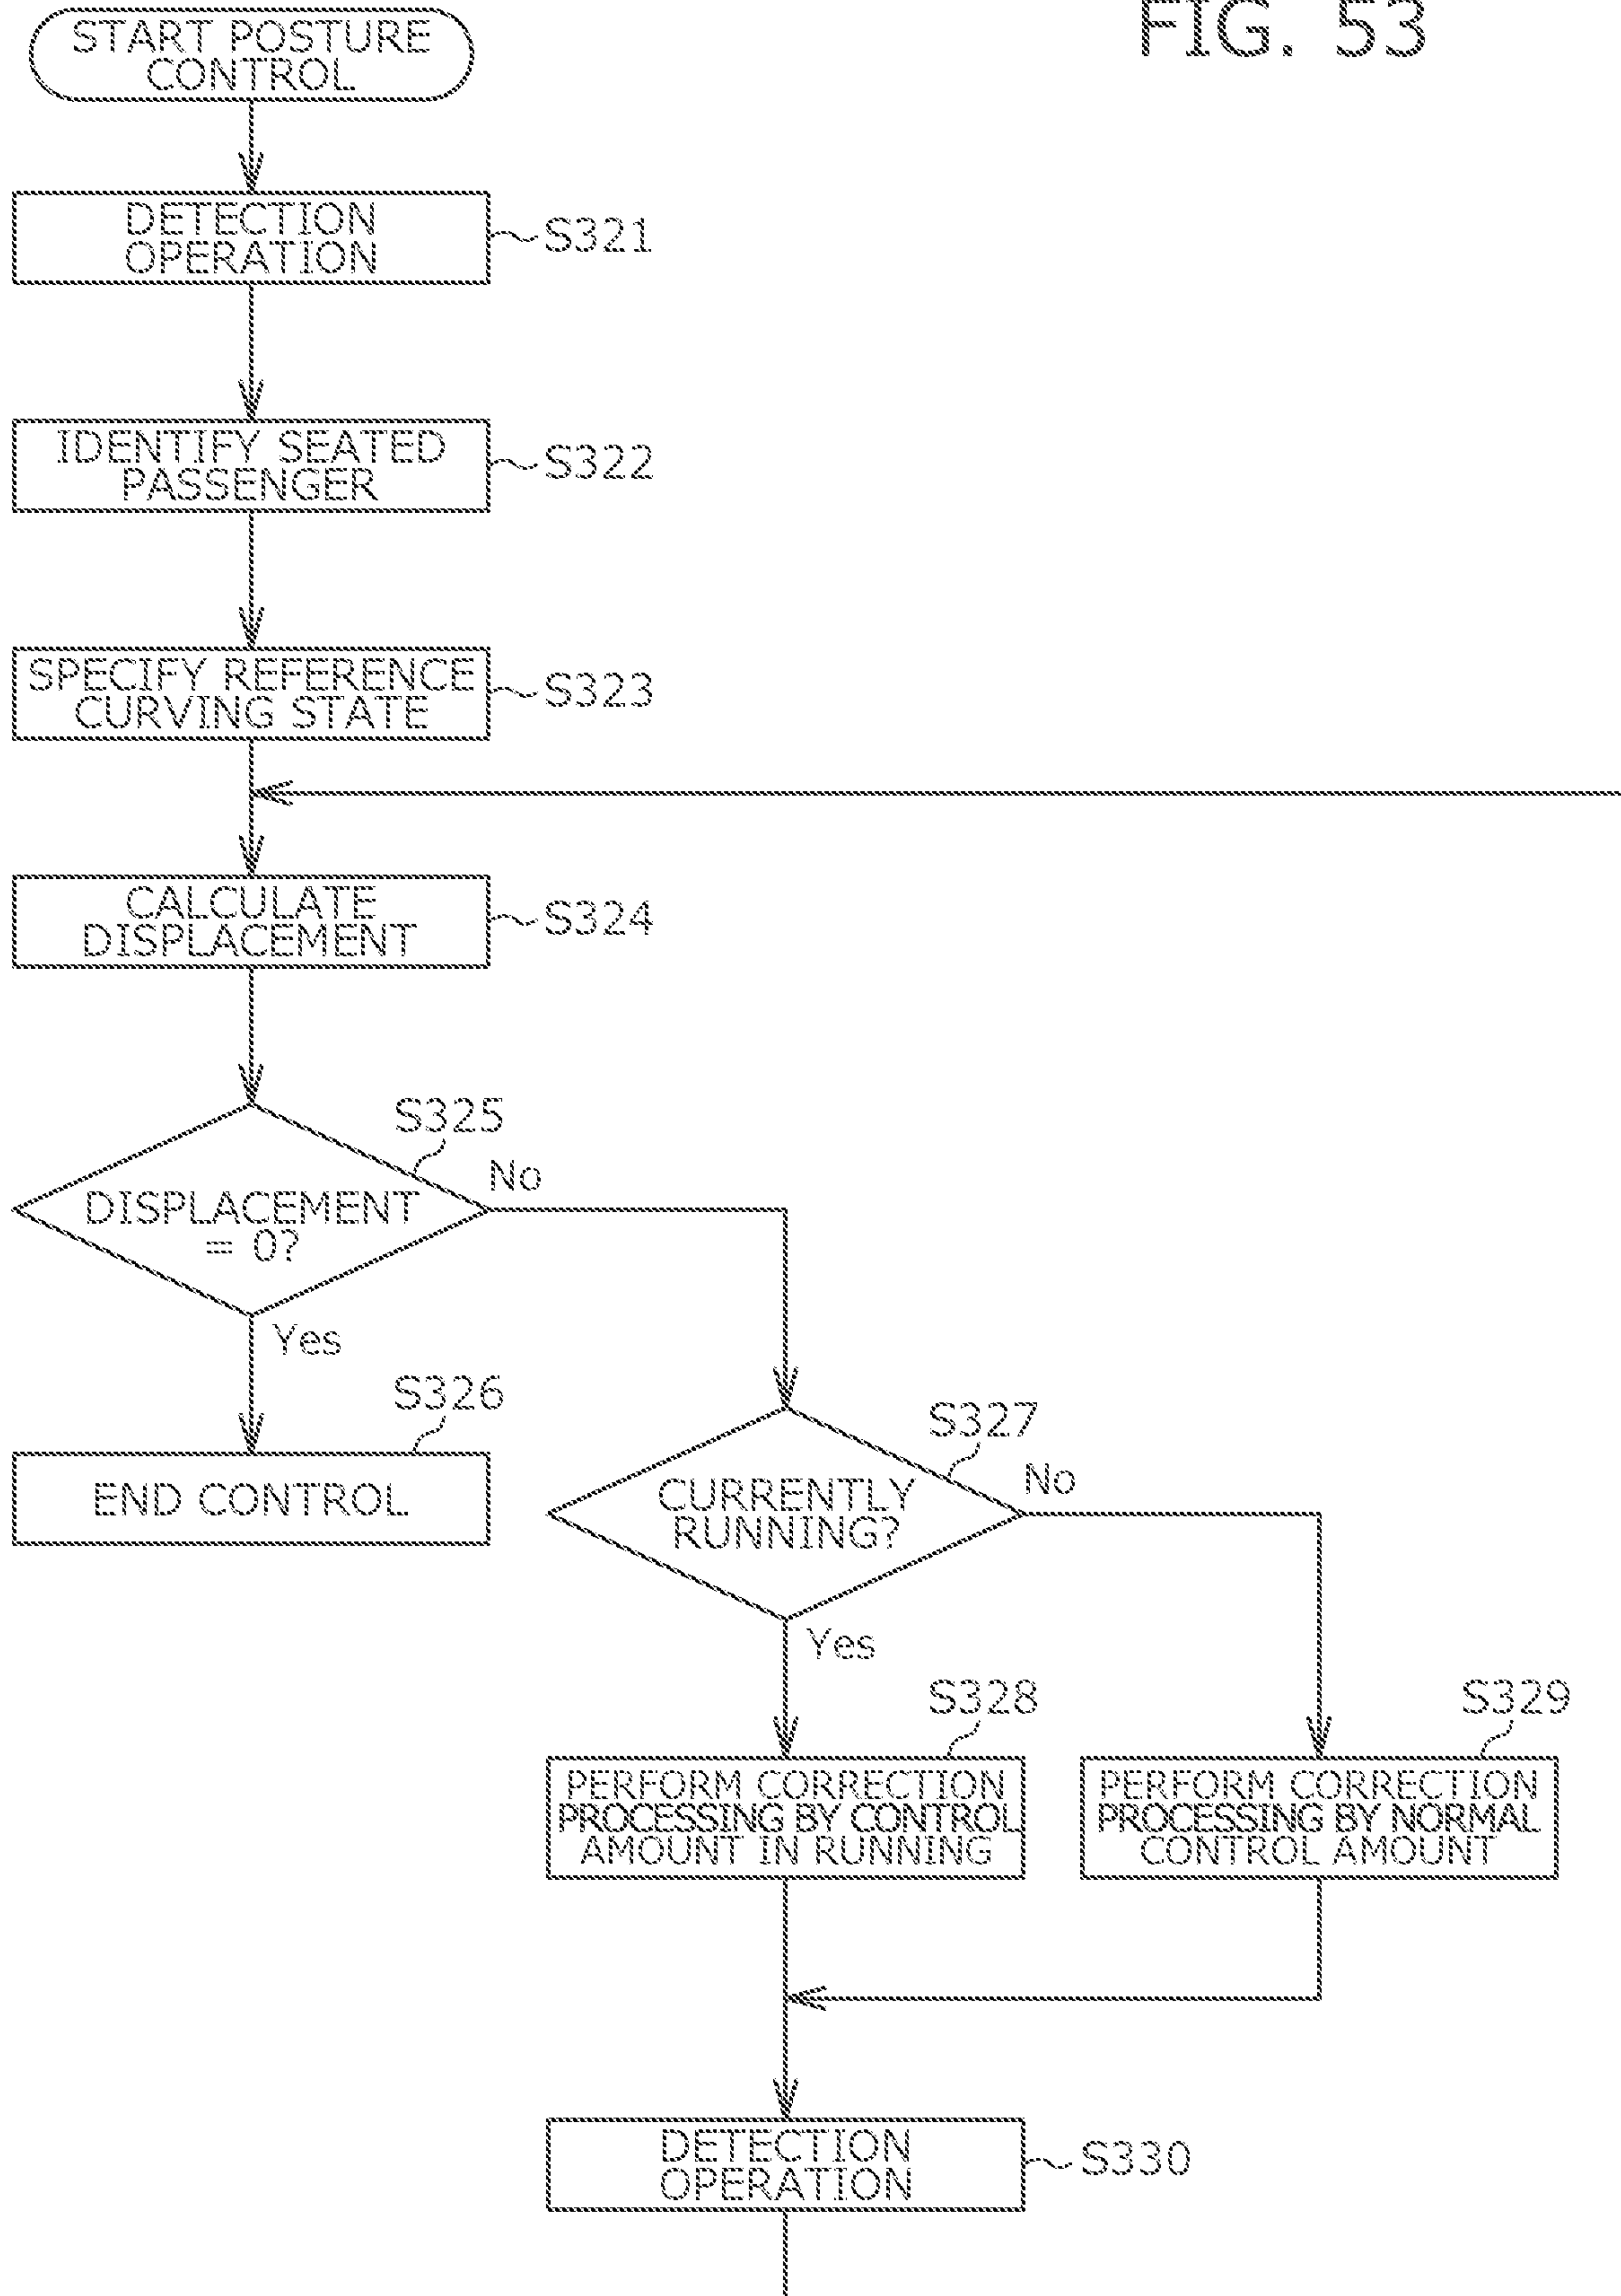 FIG. 53
START POSTURE
CONTROL
DETECTION
OPERATION
S321
IDENTIFY SEATED
PASSENGER
S322
SPECIFY REFERENCE
CURVING STATE
S323
CALCULATE
DISPLACEMENT
S324
S325
No
DISPLACEMENT
= 0?
Yes
S326
END CONTROL
S327
No
CURRENTLY
RUNNING?
Yes
S328
PERFORM CORRECTION
PROCESSING BY CONTROL
AMOUNT IN RUNNING
S329
PERFORM CORRECTION
PROCESSING BY NORMAL
CONTROL AMOUNT
DETECTION
OPERATION
S330